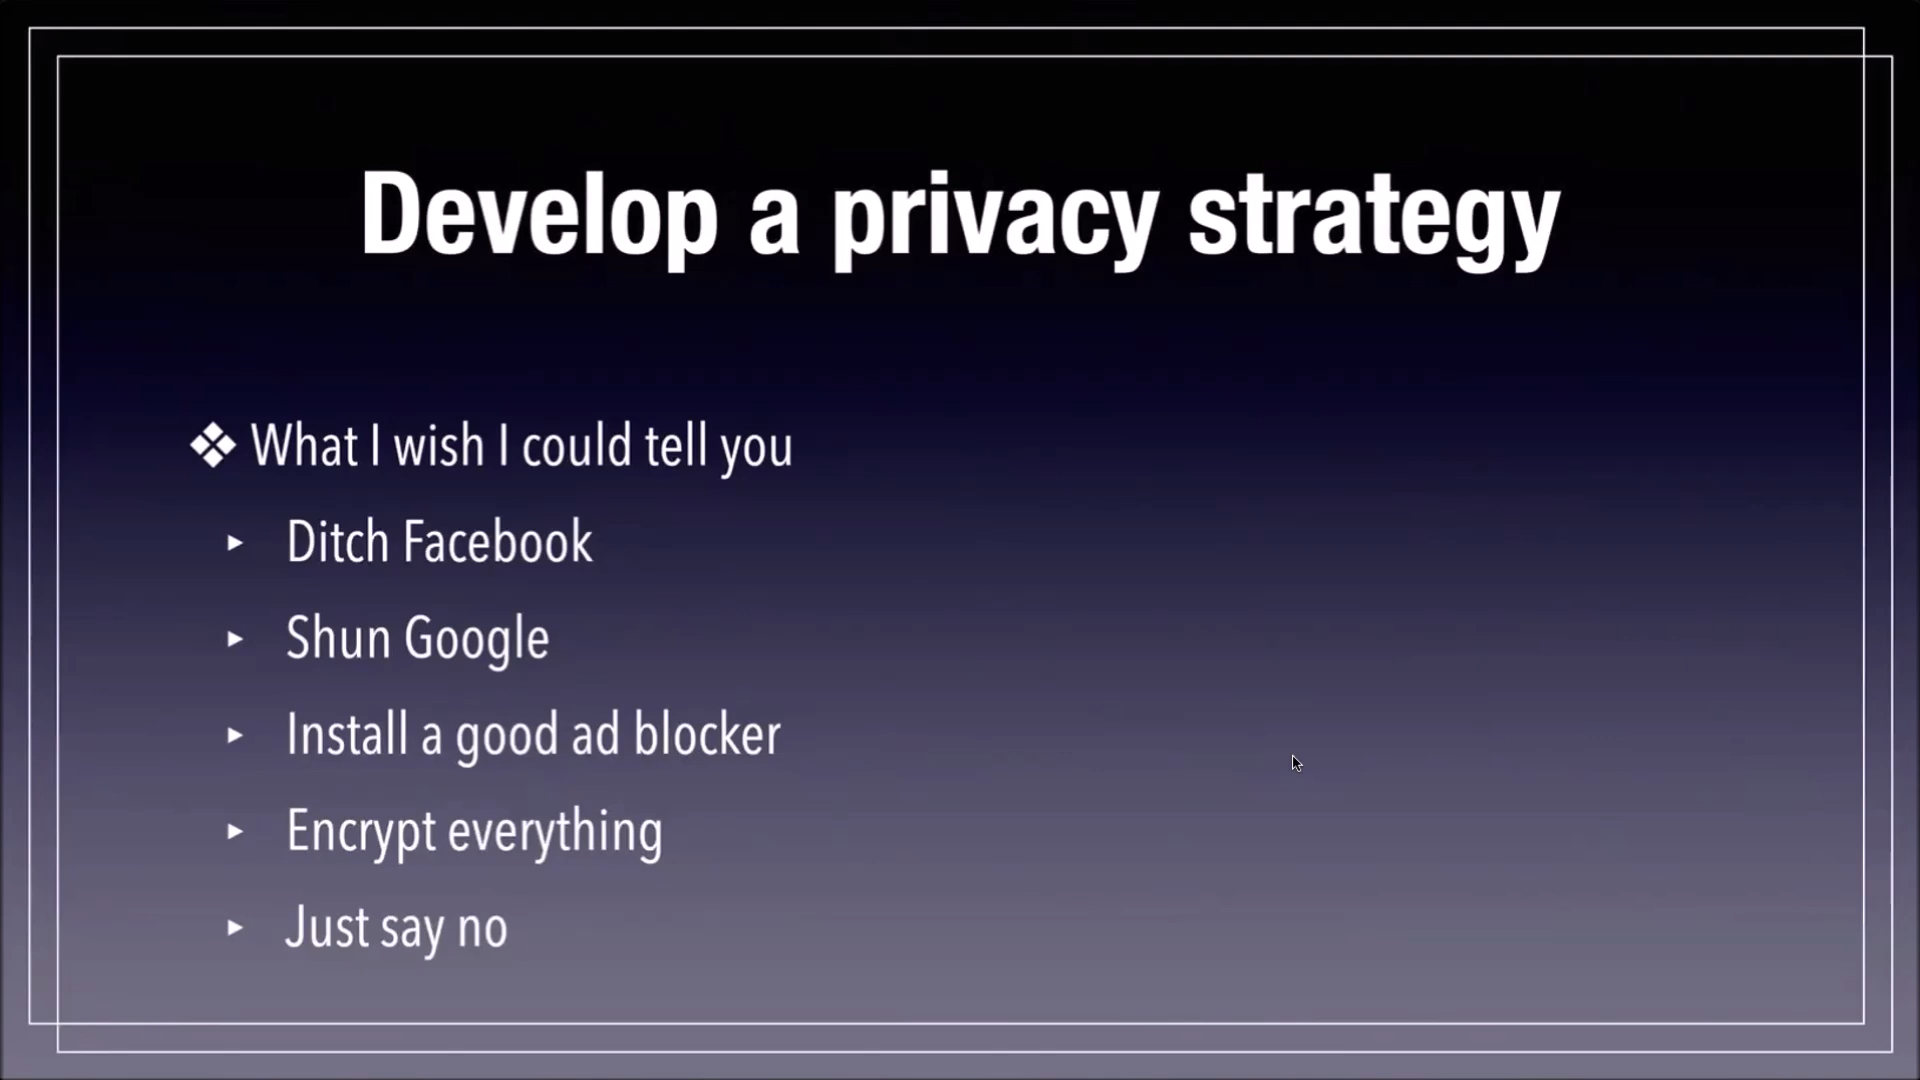 Develop a privacy strategy
❖ What I wish I could tell you
▸ Ditch Facebook
▸ Shun Google
▸ Install a good ad blocker
▸ Encrypt everything
▸ Just say no